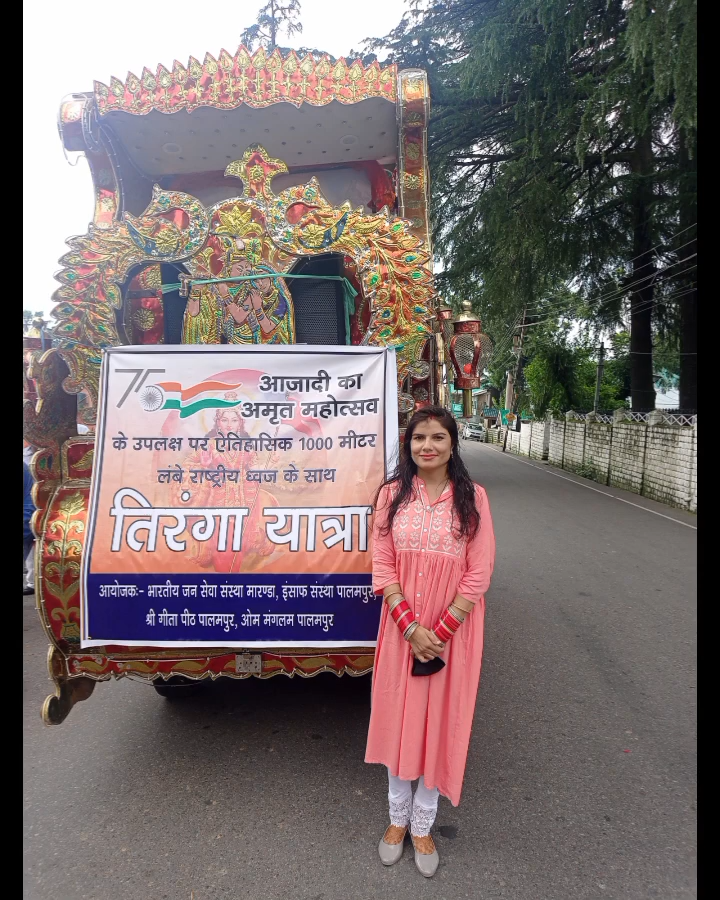 75
आजादी का
अमृत महोत्सव
के उपलक्ष पर ऐतिहासिक 1000 मीटर
लंबे राष्ट्रीय ध्वज के साथ
तिरंगा यात्रा
आयोजकः- भारतीय जन सेवा संस्था मारण्डा, इंसाफ संस्था पालमपुर,
श्री गीता पीठ पालमपुर, ओम मंगलम पालमपुर